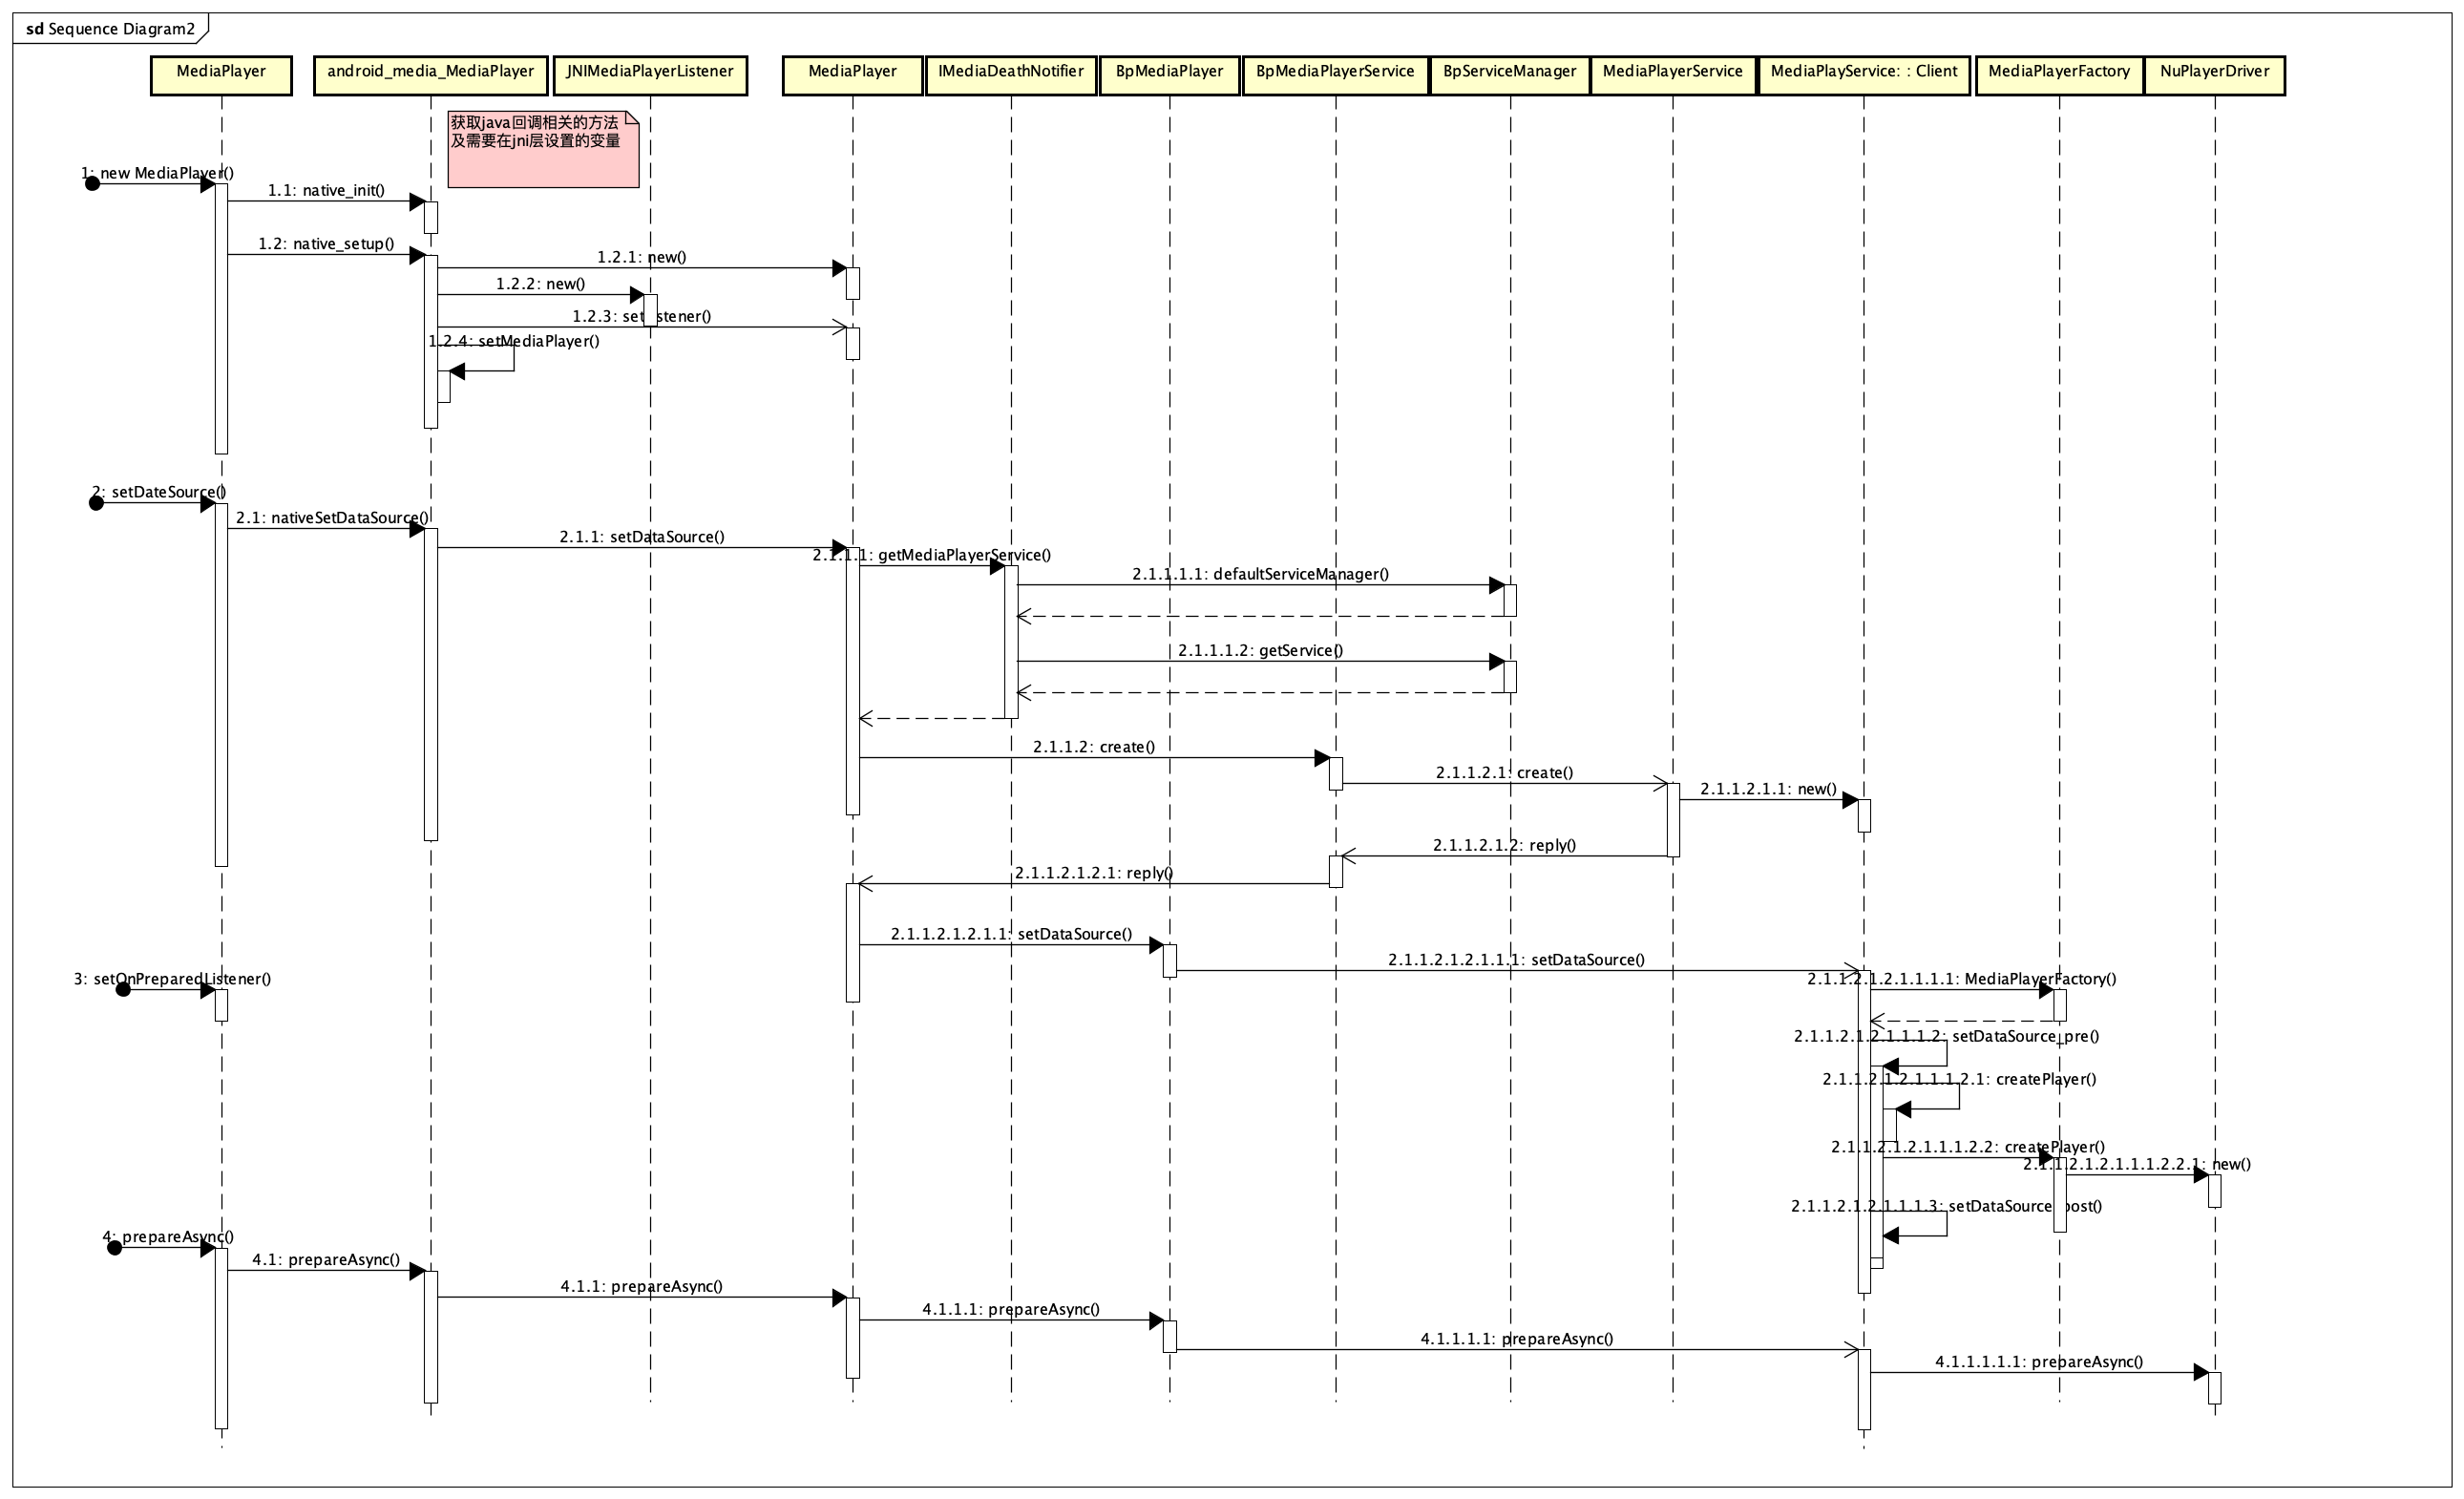 sd Sequence Diagram2
MediaPlayer
android_media_MediaPlayer
JNIMediaPlayerListener
MediaPlayer
IMediaDeathNotifier
BpMediaPlayer
BpMediaPlayerService
BpServiceManager
MediaPlayerService
MediaPlayService: : Client
MediaPlayerFactory
NuPlayerDriver
获取java回调相关的方法
及需要在jni层设置的变量
1: new MediaPlayer()
1.1: native_init()
1.2: native_setup()
1.2.1: new()
1.2.2: new()
1.2.3: setListener()
1.2.4: setMediaPlayer()
2: setDateSource()
2.1: nativeSetDataSource()
2.1.1: setDataSource()
2.1.1.1: getMediaPlayerService()
2.1.1.1.1: defaultServiceManager()
2.1.1.1.2: getService()
2.1.1.2: create()
2.1.1.2.1: create()
2.1.1.2.1.1: new()
2.1.1.2.1.2: reply()
2.1.1.2.1.2.1: reply()
2.1.1.2.1.2.1.1: setDataSource()
2.1.1.2.1.2.1.1.1: setDataSource()
3: setOnPreparedListener()
2.1.1.2.1.2.1.1.1.1: MediaPlayerFactory()
2.1.1.2.1.2.1.1.1.2: setDataSource_pre()
2.1.1.2.1.2.1.1.1.2.1: createPlayer()
2.1.1.2.1.2.1.1.1.2.2: createPlayer()
2.1.1.2.1.2.1.1.1.2.2.1: new()
2.1.1.2.1.2.1.1.1.3: setDataSource_post()
4: prepareAsync()
4.1: prepareAsync()
4.1.1: prepareAsync()
4.1.1.1: prepareAsync()
4.1.1.1.1: prepareAsync()
4.1.1.1.1.1: prepareAsync()